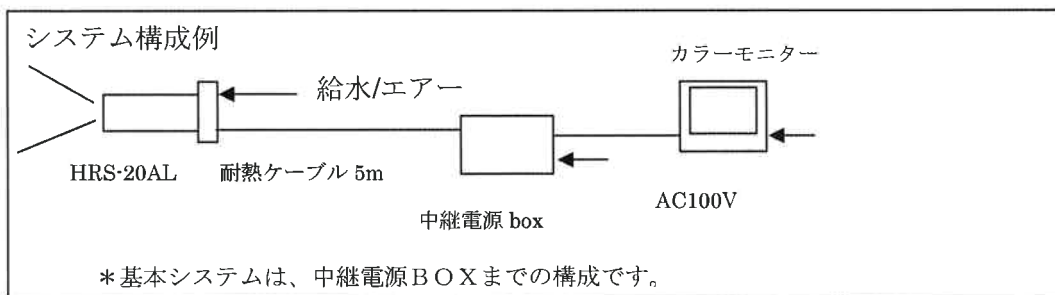 システム構成例
カラーモニター
給水/エアー
HRS-20AL
耐熱ケーブル 5m
AC100V
中継電源 box
＊基本システムは、中継電源ＢＯＸまでの構成です。